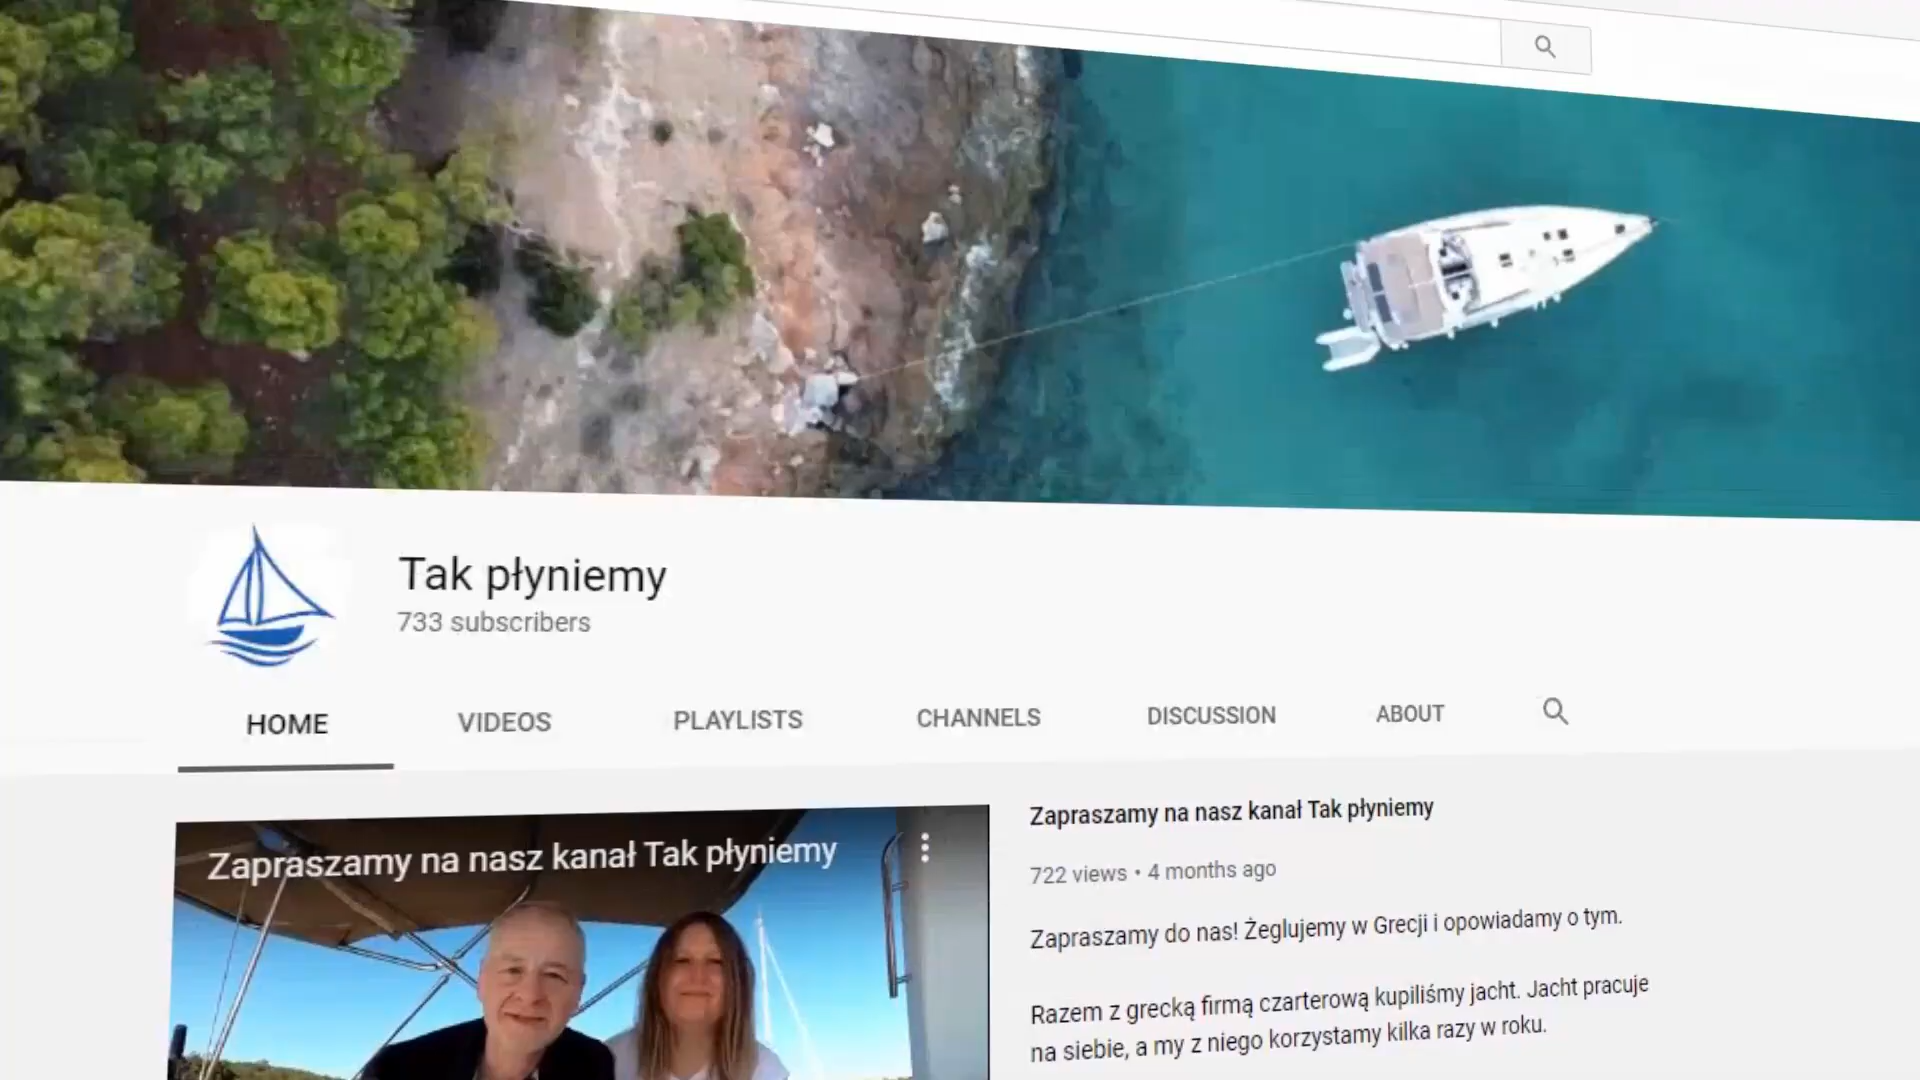 Tak płyniemy
733 subscribers
HOME VIDEOS PLAYLISTS CHANNELS DISCUSSION ABOUT
Zapraszamy na nasz kanał Tak płyniemy
Zapraszamy na nasz kanał Tak płyniemy
722 views • 4 months ago
Zapraszamy do nas! Żeglujemy w Grecji i opowiadamy o tym.
Razem z grecką firmą czarterową kupiliśmy jacht. Jacht pracuje
na siebie, a my z niego korzystamy kilka razy w roku.